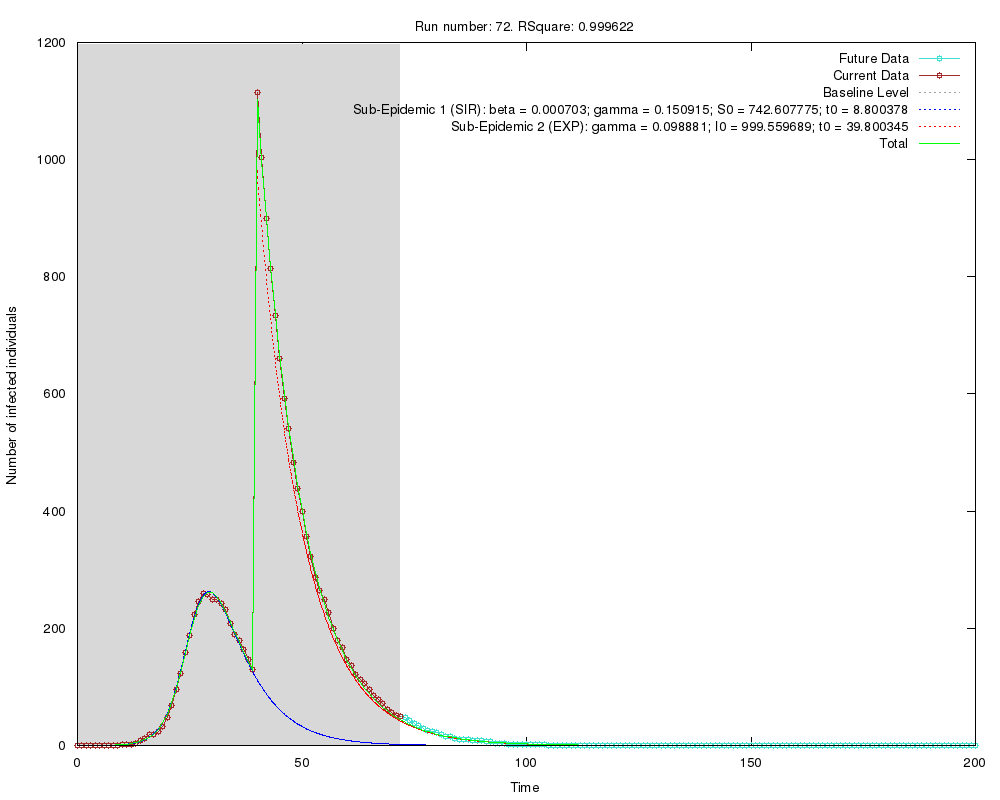 Run number: 72. RSquare: 0.999622
1200
1000
800
600
400
200
0
Number of infected individuals
Future Data
Current Data
Baseline Level
Sub-Epidemic 1 (SIR): beta = 0.000703; gamma = 0.150915; S0 = 742.607775; t0 = 8.800378
Sub-Epidemic 2 (EXP): gamma = 0.098881; I0 = 999.559689; t0 = 39.800345
Total
0 50 100 150 200
Time